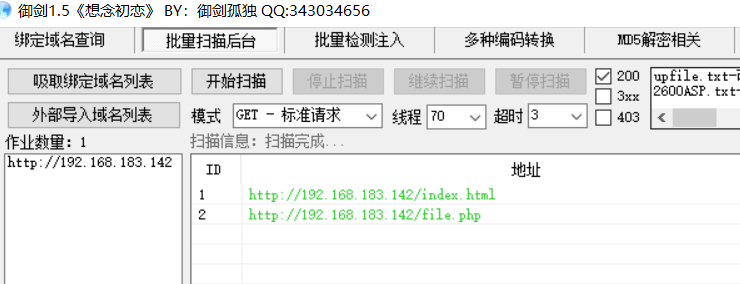 御剑1.5《想念初恋》 BY：御剑孤独 QQ:343034656
绑定域名查询 批量扫描后台 批量检测注入 多种编码转换 MD5解密相关
吸取绑定域名列表 开始扫描 停止扫描 继续扫描 暂停扫描 200 upfile.txt
3xx 2600ASP.txt
外部导入域名列表 模式 GET - 标准请求 线程 70 超时 3 403
作业数量: 1 扫描信息: 扫描完成...
http://192.168.183.142
ID 地址
1 http://192.168.183.142/index.html
2 http://192.168.183.142/file.php